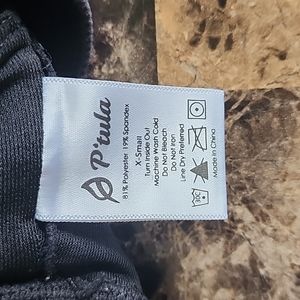 P'tula
81% Polyester 19% Spandex
X-Small
Turn Inside Out
Machine Wash Cold
Do Not Bleach
Do Not Iron
Line Dry Preferred
Made in China